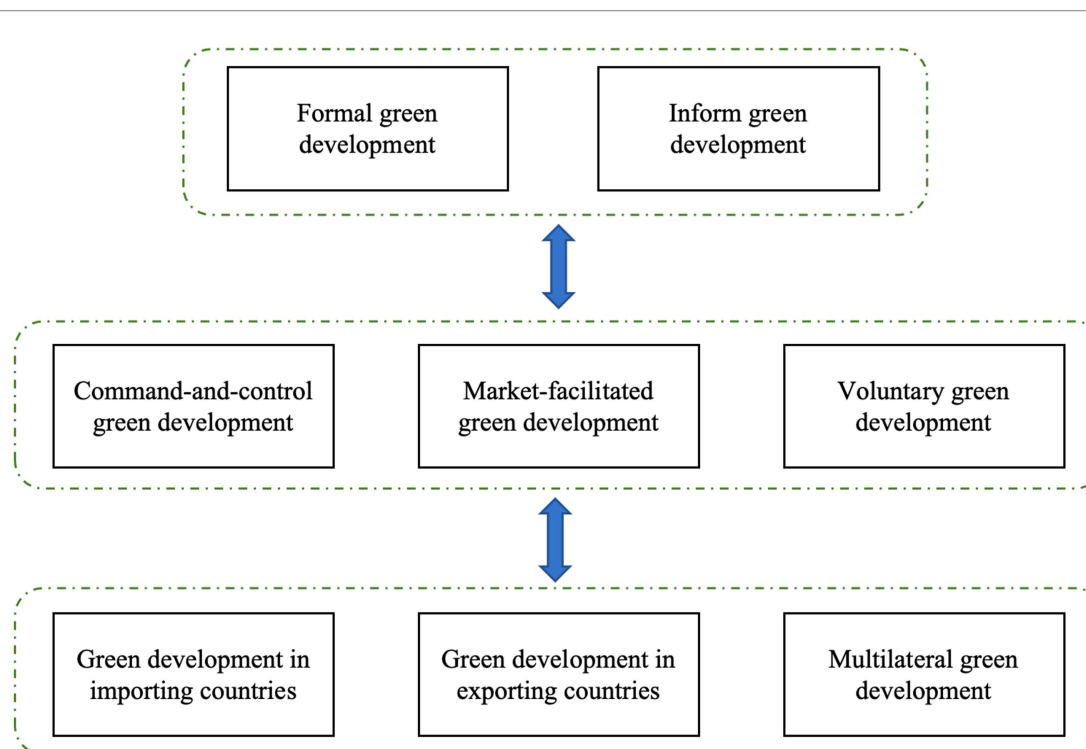 Formal green
development
Inform green
development
Command-and-control
green development
Market-facilitated
green development
Voluntary green
development
Green development in
importing countries
Green development in
exporting countries
Multilateral green
development